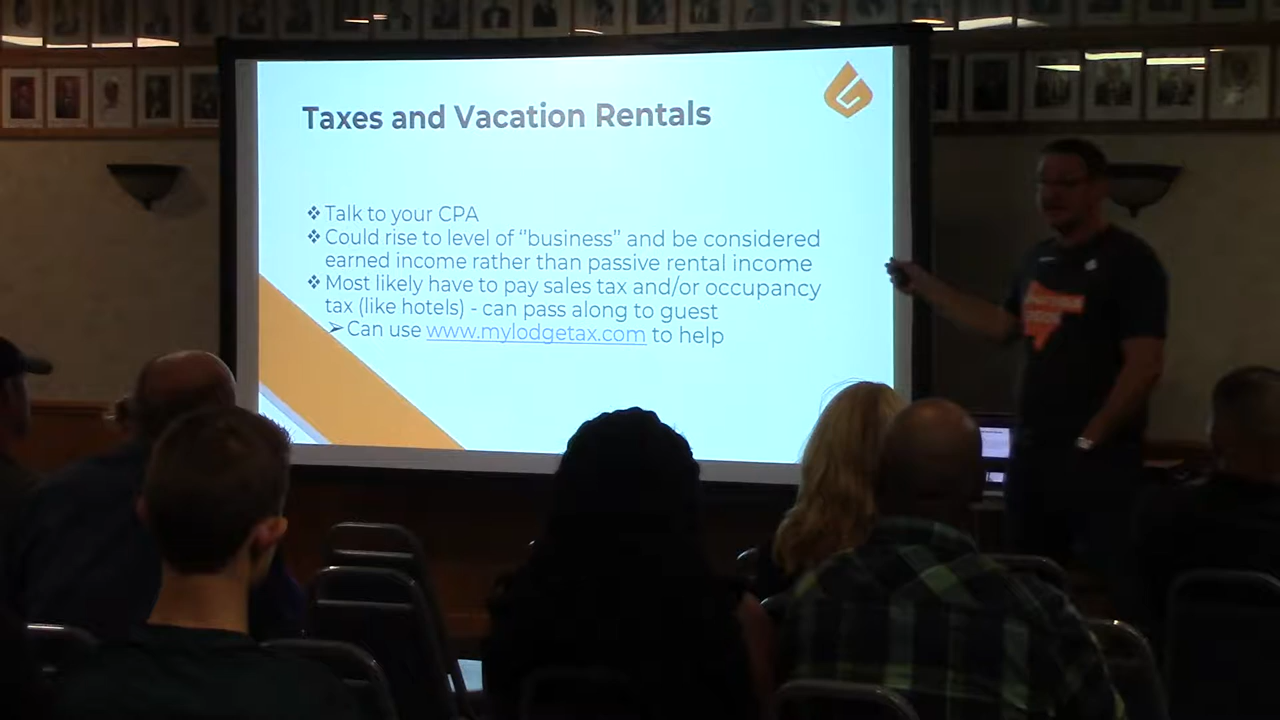 Taxes and Vacation Rentals
❖ Talk to your CPA
❖ Could rise to level of "business" and be considered
earned income rather than passive rental income
❖ Most likely have to pay sales tax and/or occupancy
tax (like hotels) - can pass along to guest
➢ Can use www.mylodgetax.com to help